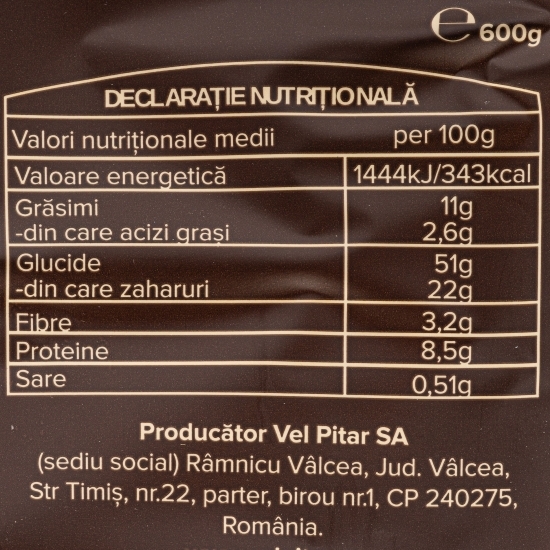 ℮ 600g
DECLARAȚIE NUTRIȚIONALĂ
Valori nutriționale medii per 100g
Valoare energetică 1444kJ/343kcal
Grăsimi 11g
-din care acizi grași 2,6g
Glucide 51g
-din care zaharuri 22g
Fibre 3,2g
Proteine 8,5g
Sare 0,51g
Producător Vel Pitar SA
(sediu social) Râmnicu Vâlcea, Jud. Vâlcea,
Str Timiș, nr.22, parter, birou nr.1, CP 240275,
România.